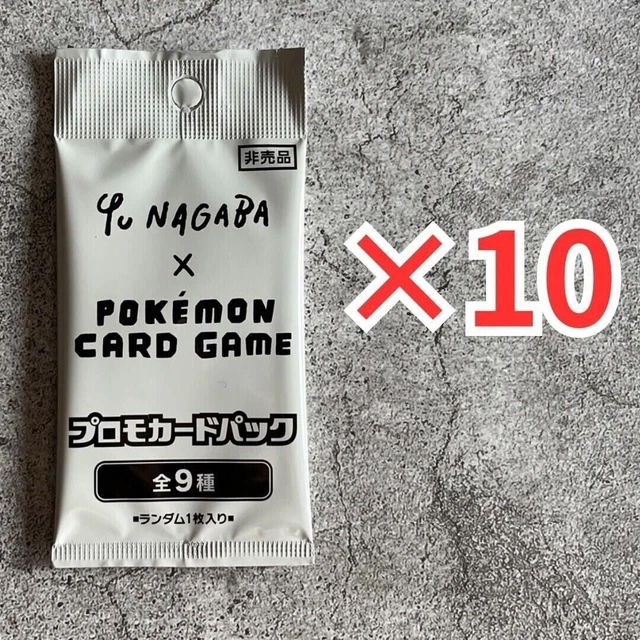 非売品
Yu NAGABA
×
POKÉMON
CARD GAME
プロモカードパック
全9種
■ランダム1枚入り■
×10